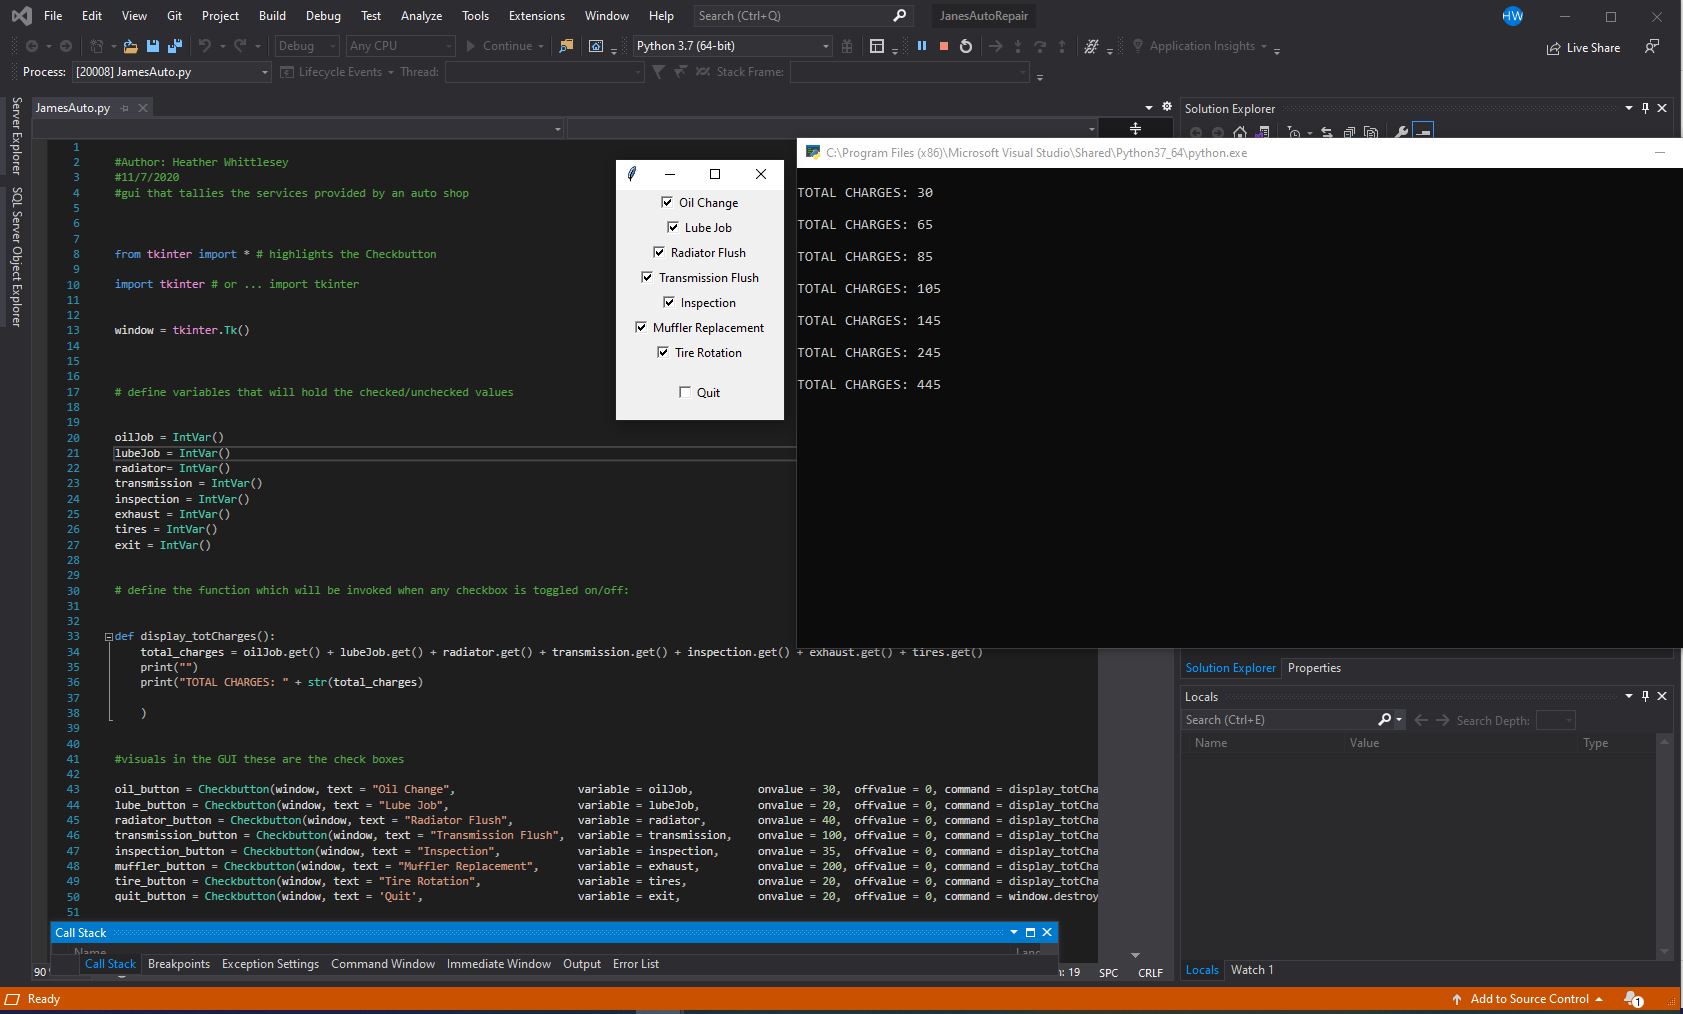 File Edit View Git Project Build Debug Test Analyze Tools Extensions Window Help Search (Ctrl+Q) JanesAutoRepair HW
Debug Any CPU Continue Python 3.7 (64-bit) Application Insights Live Share
Process: [20008] JamesAuto.py Lifecycle Events Thread: Stack Frame:
Server Explorer
SQL Server Object Explorer
JamesAuto.py
1
2 #Author: Heather Whittlesey
3 #11/7/2020
4 #gui that tallies the services provided by an auto shop
5
6
7
8 from tkinter import * # highlights the Checkbutton
9
10 import tkinter # or ... import tkinter
11
12
13 window = tkinter.Tk()
14
15
16
17 # define variables that will hold the checked/unchecked values
18
19
20 oilJob = IntVar()
21 lubeJob = IntVar()
22 radiator= IntVar()
23 transmission = IntVar()
24 inspection = IntVar()
25 exhaust = IntVar()
26 tires = IntVar()
27 exit = IntVar()
28
29
30 # define the function which will be invoked when any checkbox is toggled on/off:
31
32
33 def display_totCharges():
34 total_charges = oilJob.get() + lubeJob.get() + radiator.get() + transmission.get() + inspection.get() + exhaust.get() + tires.get()
35 print("")
36 print("TOTAL CHARGES: " + str(total_charges)
37
38 )
39
40
41 #visuals in the GUI these are the check boxes
42
43 oil_button = Checkbutton(window, text = "Oil Change", variable = oilJob, onvalue = 30, offvalue = 0, command = display_totCha
44 lube_button = Checkbutton(window, text = "Lube Job", variable = lubeJob, onvalue = 20, offvalue = 0, command = display_totCha
45 radiator_button = Checkbutton(window, text = "Radiator Flush", variable = radiator, onvalue = 40, offvalue = 0, command = display_totCha
46 transmission_button = Checkbutton(window, text = "Transmission Flush", variable = transmission, onvalue = 100, offvalue = 0, command = display_totCha
47 inspection_button = Checkbutton(window, text = "Inspection", variable = inspection, onvalue = 35, offvalue = 0, command = display_totCha
48 muffler_button = Checkbutton(window, text = "Muffler Replacement", variable = exhaust, onvalue = 200, offvalue = 0, command = display_totCha
49 tire_button = Checkbutton(window, text = "Tire Rotation", variable = tires, onvalue = 20, offvalue = 0, command = display_totCha
50 quit_button = Checkbutton(window, text = 'Quit', variable = exit, onvalue = 20, offvalue = 0, command = window.destroy
51
Oil Change
Lube Job
Radiator Flush
Transmission Flush
Inspection
Muffler Replacement
Tire Rotation
Quit
C:\Program Files (x86)\Microsoft Visual Studio\Shared\Python37_64\python.exe
TOTAL CHARGES: 30
TOTAL CHARGES: 65
TOTAL CHARGES: 85
TOTAL CHARGES: 105
TOTAL CHARGES: 145
TOTAL CHARGES: 245
TOTAL CHARGES: 445
Solution Explorer
Solution Explorer Properties
Locals
Search (Ctrl+E) Search Depth:
Name Value Type
Locals Watch 1
Call Stack
Name Lang
Call Stack Breakpoints Exception Settings Command Window Immediate Window Output Error List
90 : 19 SPC CRLF
Ready Add to Source Control 1